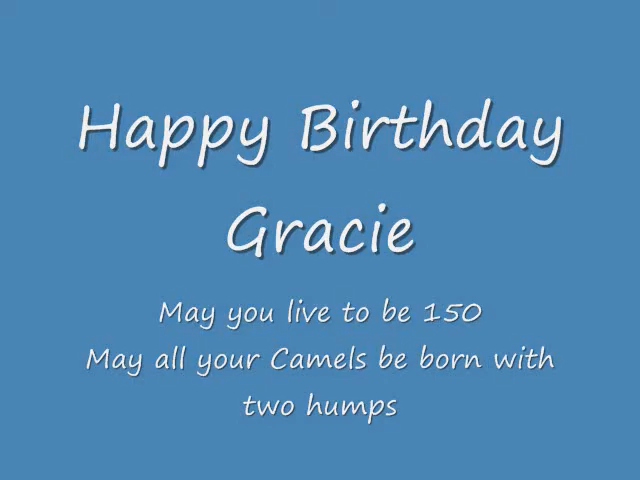 Happy Birthday
Gracie
May you live to be 150
May all your Camels be born with
two humps